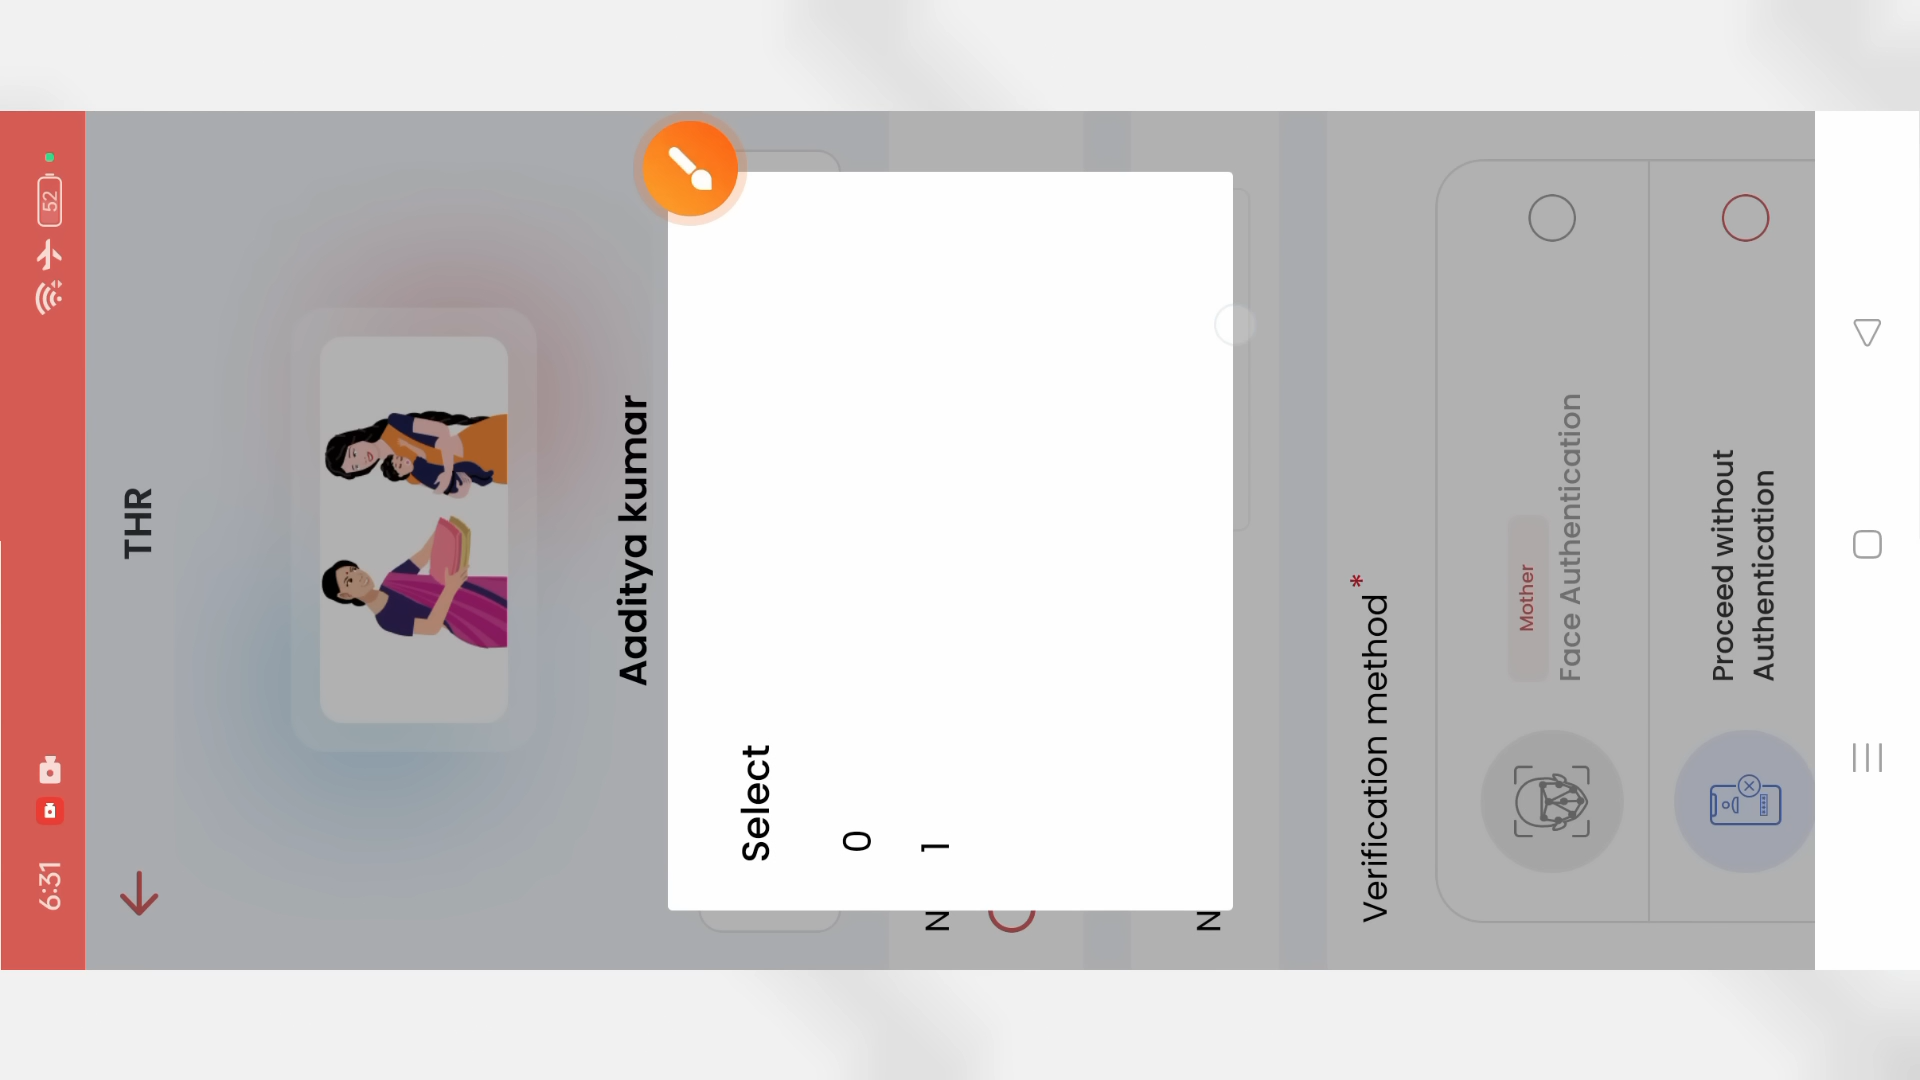 6:31
52
THR
Aaditya kumar
Select
0
1
N
N
Verification method*
Mother
Face Authentication
Proceed without
Authentication